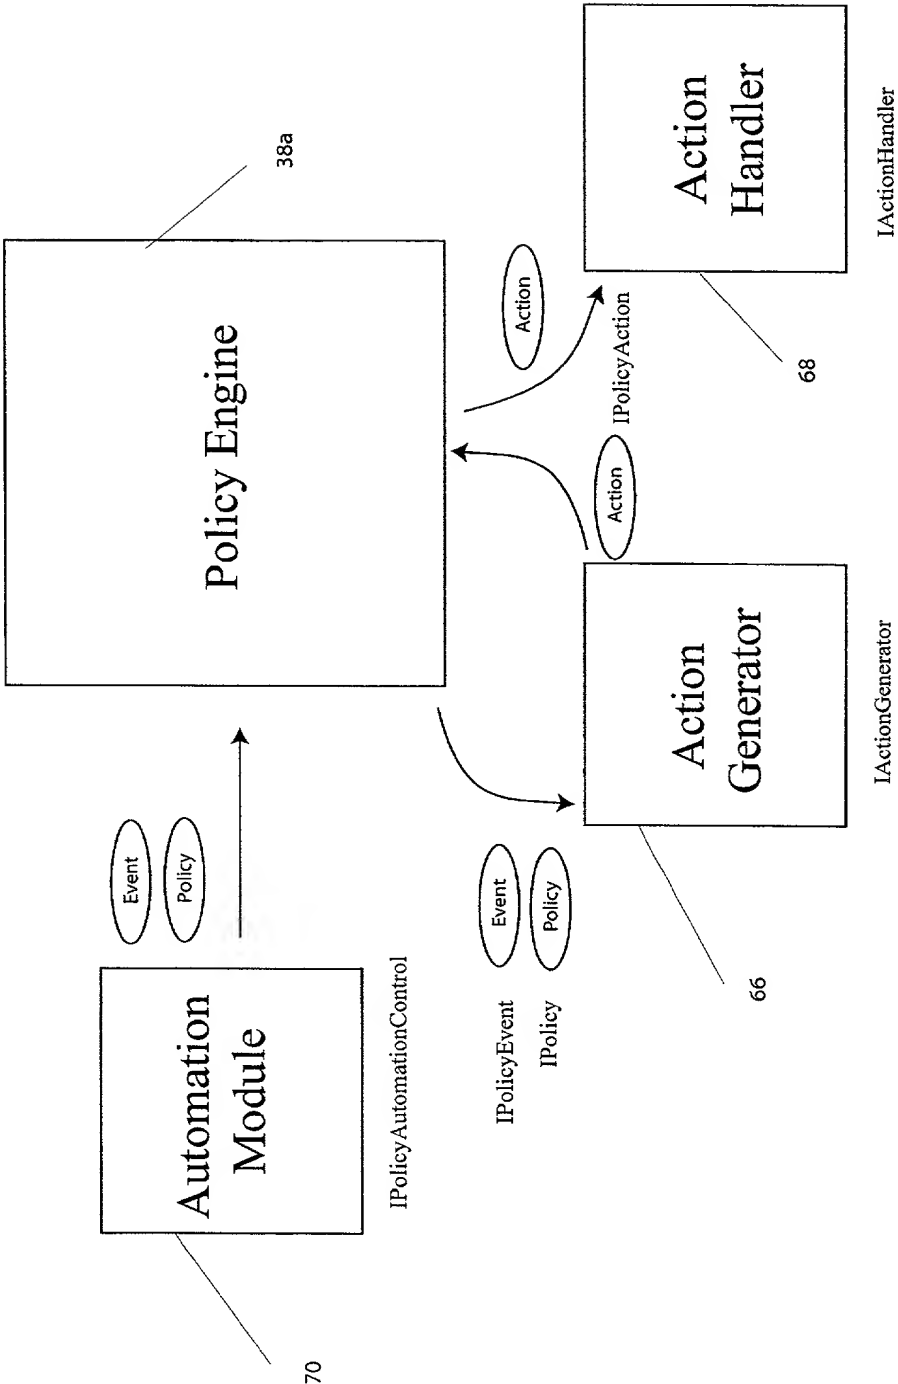 38a
Policy Engine
Event
Policy
Automation
Module
IPolicyAutomationControl
70
Event
Policy
IPolicyEvent
IPolicy
Action
Generator
IActionGenerator
66
Action
IPolicyAction
Action
Action
Handler
IActionHandler
68